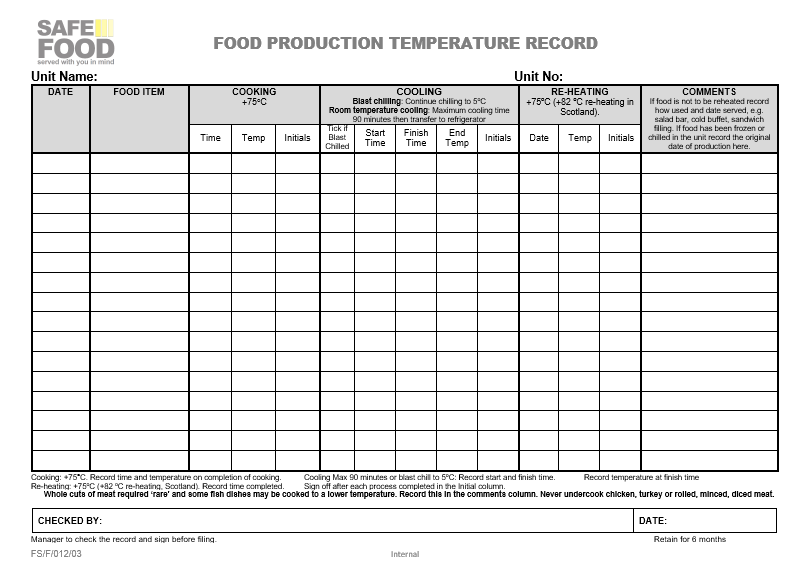 SAFE
FOOD
served with you in mind
FOOD PRODUCTION TEMPERATURE RECORD
Unit Name:
Unit No:
DATE
FOOD ITEM
COOKING
+75ºC
COOLING
Blast chilling: Continue chilling to 5ºC
Room temperature cooling: Maximum cooling time
90 minutes then transfer to refrigerator
RE-HEATING
+75ºC (+82 ºC re-heating in
Scotland).
COMMENTS
If food is not to be reheated record
how used and date served, e.g.
salad bar, cold buffet, sandwich
filling. If food has been frozen or
chilled in the unit record the original
date of production here.
Time
Temp
Initials
Tick if
Blast
Chilled
Start
Time
Finish
Time
End
Temp
Initials
Date
Temp
Initials
Cooking: +75ºC. Record time and temperature on completion of cooking.
Cooling Max 90 minutes or blast chill to 5ºC: Record start and finish time.
Record temperature at finish time
Re-heating: +75ºC (+82 ºC re-heating, Scotland). Record time completed.
Sign off after each process completed in the Initial column.
Whole cuts of meat required ‘rare’ and some fish dishes may be cooked to a lower temperature. Record this in the comments column. Never undercook chicken, turkey or rolled, minced, diced meat.
CHECKED BY:
DATE:
Manager to check the record and sign before filing.
Retain for 6 months
FS/F/012/03
Internal